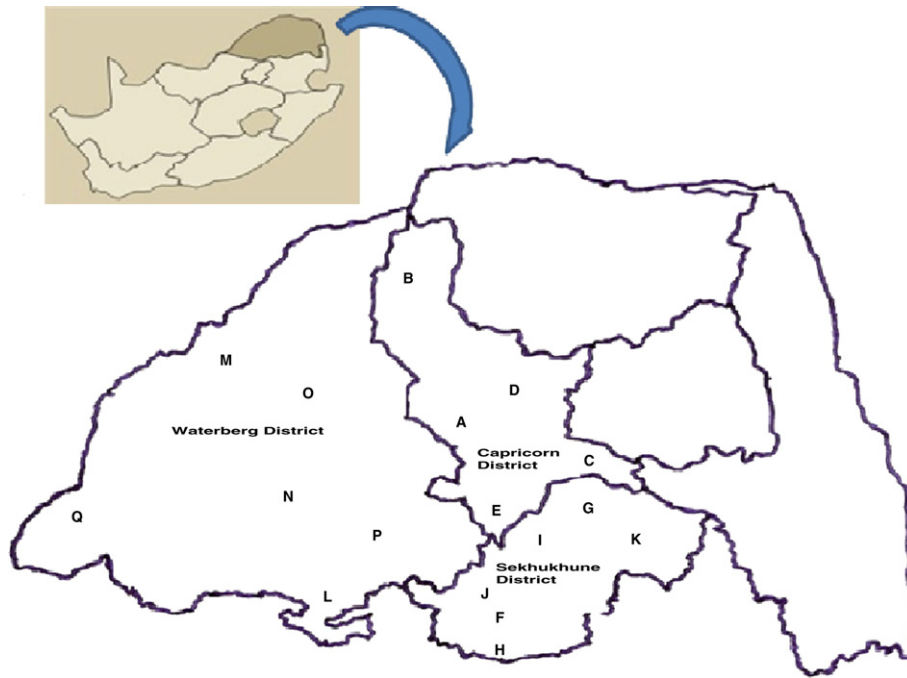 B
M
O
D
A
Waterberg District
Capricorn
District
C
N
E
G
Q
P
I
K
Sekhukhune
District
J
L
F
H